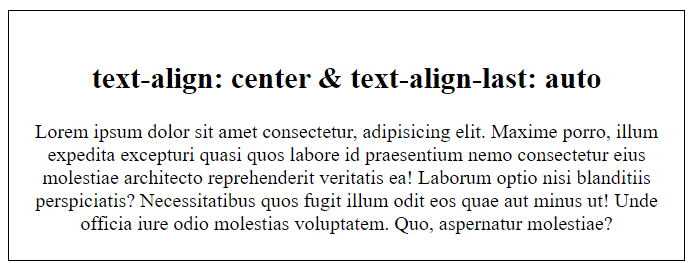 text-align: center & text-align-last: auto
Lorem ipsum dolor sit amet consectetur, adipisicing elit. Maxime porro, illum
expedita excepturi quasi quos labore id praesentium nemo consectetur eius
molestiae architecto reprehenderit veritatis ea! Laborum optio nisi blanditiis
perspiciatis? Necessitatibus quos fugit illum odit eos quae aut minus ut! Unde
officia iure odio molestias voluptatem. Quo, aspernatur molestiae?